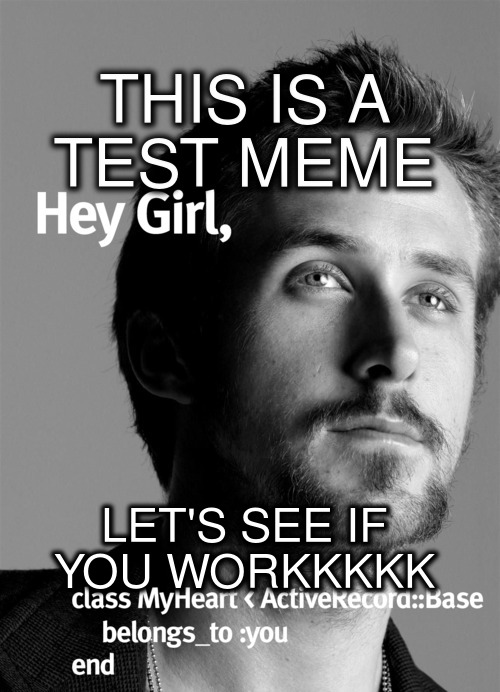 THIS IS A
TEST MEME
Hey Girl,
LET'S SEE IF
YOU WORKKKKK
class MyHeart < ActiveRecord::Base
belongs_to :you
end